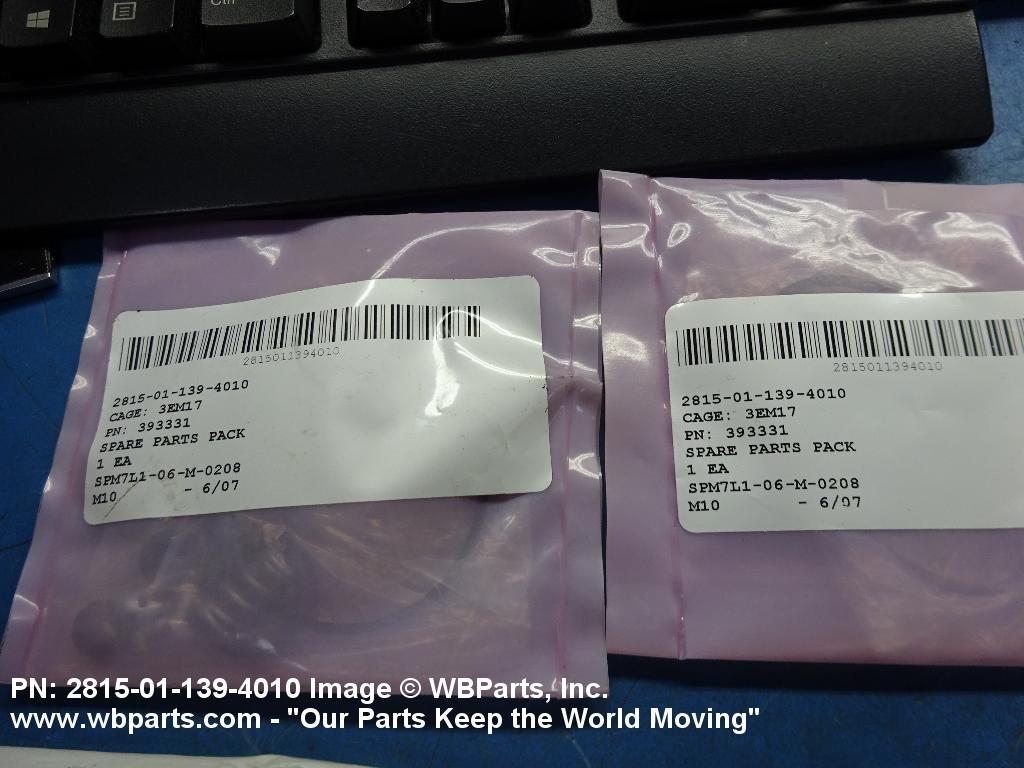 Ctrl
2815011394010
2815-01-139-4010
CAGE: 3EM17
PN: 393331
SPARE PARTS PACK
1 EA
SPM7L1-06-M-0208
M10 - 6/07
2815011394010
2815-01-139-4010
CAGE: 3EM17
PN: 393331
SPARE PARTS PACK
1 EA
SPM7L1-06-M-0208
M10 - 6/07
PN: 2815-01-139-4010 Image © WBParts, Inc.
www.wbparts.com - "Our Parts Keep the World Moving"